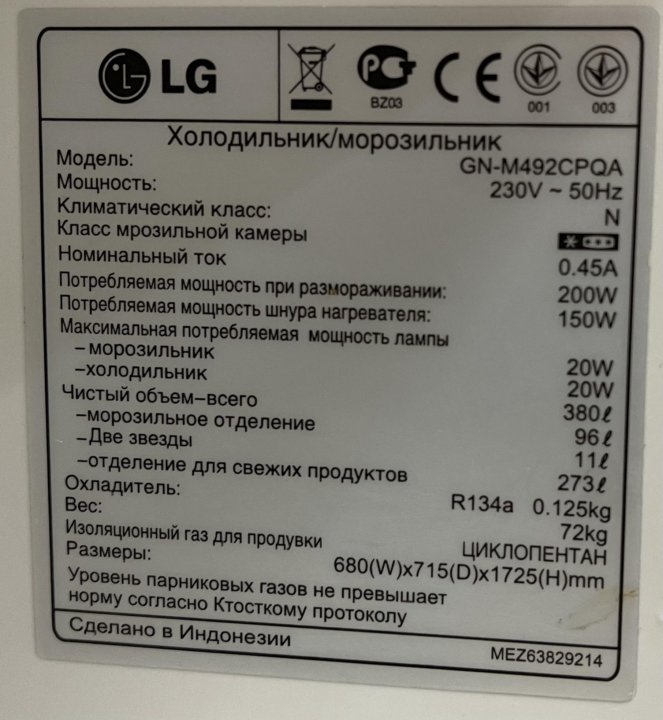 LG
BZ03
001
003
Холодильник/морозильник
Модель: GN-M492CPQA
Мощность: 230V ~ 50Hz
Климатический класс: N
Класс мрозильной камеры
Номинальный ток 0.45A
Потребляемая мощность при размораживании: 200W
Потребляемая мощность шнура нагревателя: 150W
Максимальная потребляемая мощность лампы
–морозильник 20W
–холодильник 20W
Чистый объем–всего 380ℓ
–морозильное отделение 96ℓ
–Две звезды 11ℓ
–отделение для свежих продуктов 273ℓ
Охладитель: R134a 0.125kg
Вес: 72kg
Изоляционный газ для продувки ЦИКЛОПЕНТАН
Размеры: 680(W)x715(D)x1725(H)mm
Уровень парниковых газов не превышает
норму согласно Ктосткому протоколу
Сделано в Индонезии
MEZ63829214